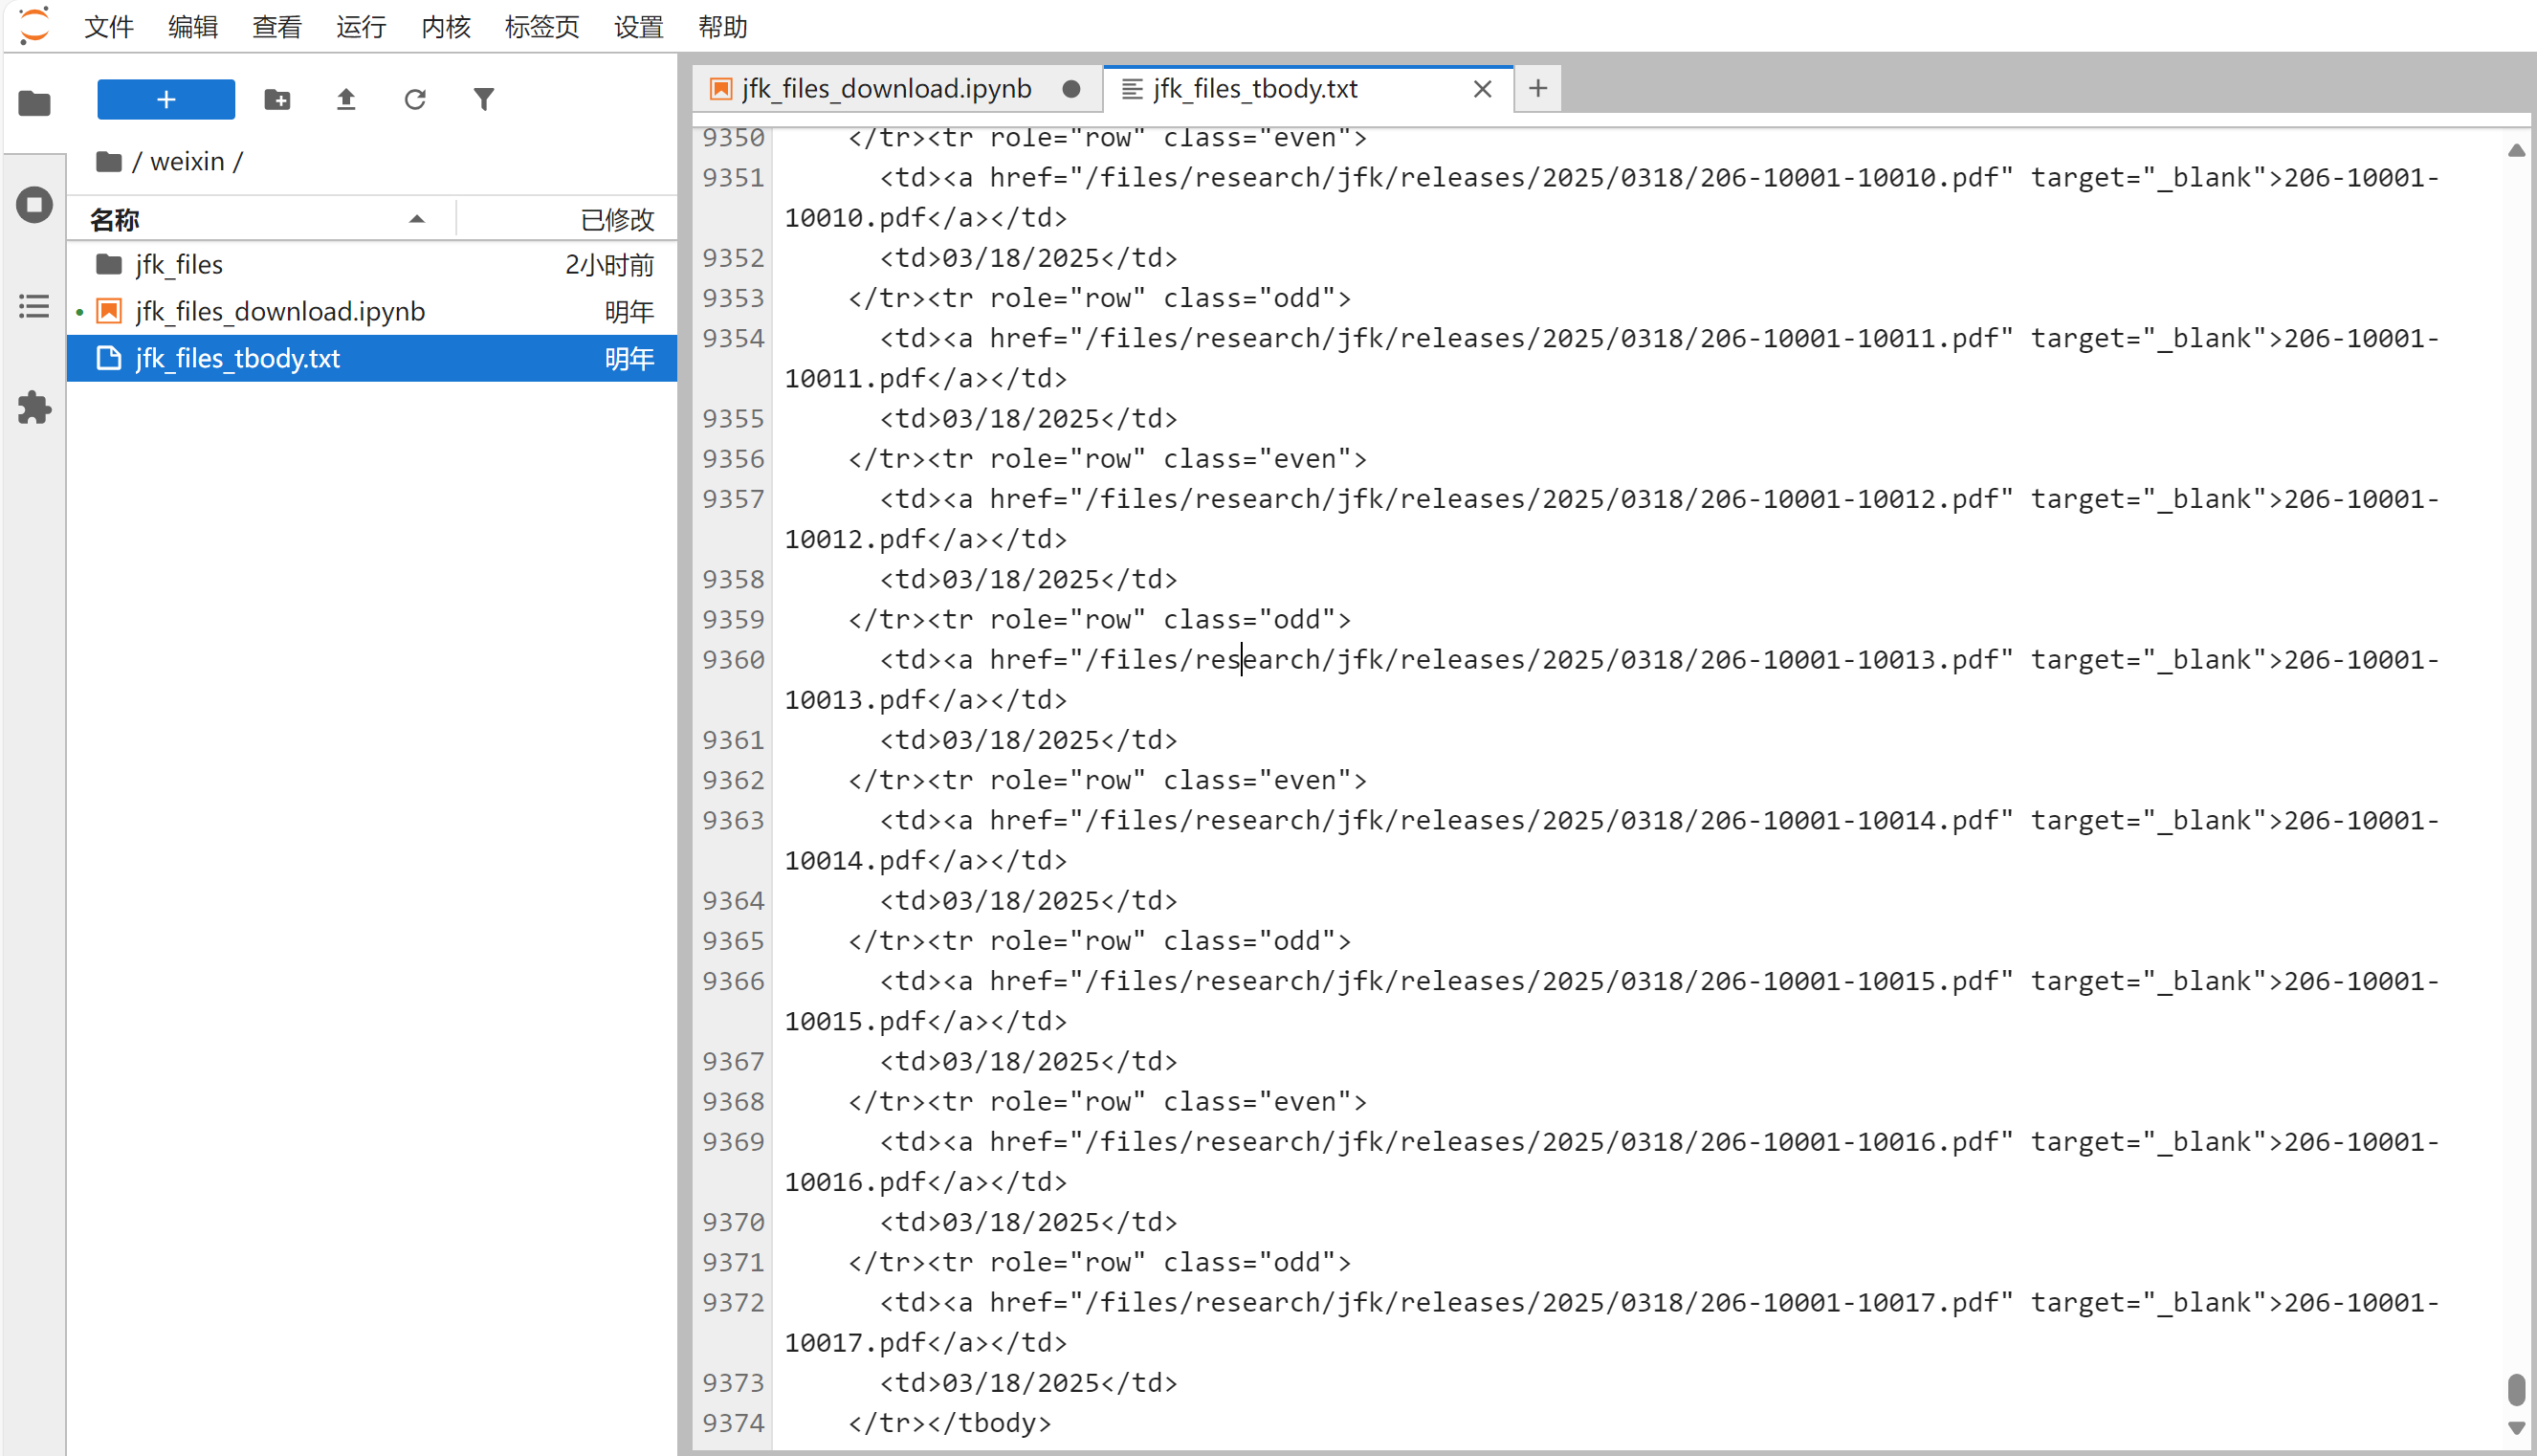 文件 编辑 查看 运行 内核 标签页 设置 帮助
/ weixin /
名称 已修改
jfk_files 2小时前
jfk_files_download.ipynb 明年
jfk_files_tbody.txt 明年
jfk_files_download.ipynb jfk_files_tbody.txt
9350     </tr><tr role="row" class="even">
9351       <td><a href="/files/research/jfk/releases/2025/0318/206-10001-10010.pdf" target="_blank">206-10001-
10010.pdf</a></td>
9352       <td>03/18/2025</td>
9353     </tr><tr role="row" class="odd">
9354       <td><a href="/files/research/jfk/releases/2025/0318/206-10001-10011.pdf" target="_blank">206-10001-
10011.pdf</a></td>
9355       <td>03/18/2025</td>
9356     </tr><tr role="row" class="even">
9357       <td><a href="/files/research/jfk/releases/2025/0318/206-10001-10012.pdf" target="_blank">206-10001-
10012.pdf</a></td>
9358       <td>03/18/2025</td>
9359     </tr><tr role="row" class="odd">
9360       <td><a href="/files/research/jfk/releases/2025/0318/206-10001-10013.pdf" target="_blank">206-10001-
10013.pdf</a></td>
9361       <td>03/18/2025</td>
9362     </tr><tr role="row" class="even">
9363       <td><a href="/files/research/jfk/releases/2025/0318/206-10001-10014.pdf" target="_blank">206-10001-
10014.pdf</a></td>
9364       <td>03/18/2025</td>
9365     </tr><tr role="row" class="odd">
9366       <td><a href="/files/research/jfk/releases/2025/0318/206-10001-10015.pdf" target="_blank">206-10001-
10015.pdf</a></td>
9367       <td>03/18/2025</td>
9368     </tr><tr role="row" class="even">
9369       <td><a href="/files/research/jfk/releases/2025/0318/206-10001-10016.pdf" target="_blank">206-10001-
10016.pdf</a></td>
9370       <td>03/18/2025</td>
9371     </tr><tr role="row" class="odd">
9372       <td><a href="/files/research/jfk/releases/2025/0318/206-10001-10017.pdf" target="_blank">206-10001-
10017.pdf</a></td>
9373       <td>03/18/2025</td>
9374     </tr></tbody>